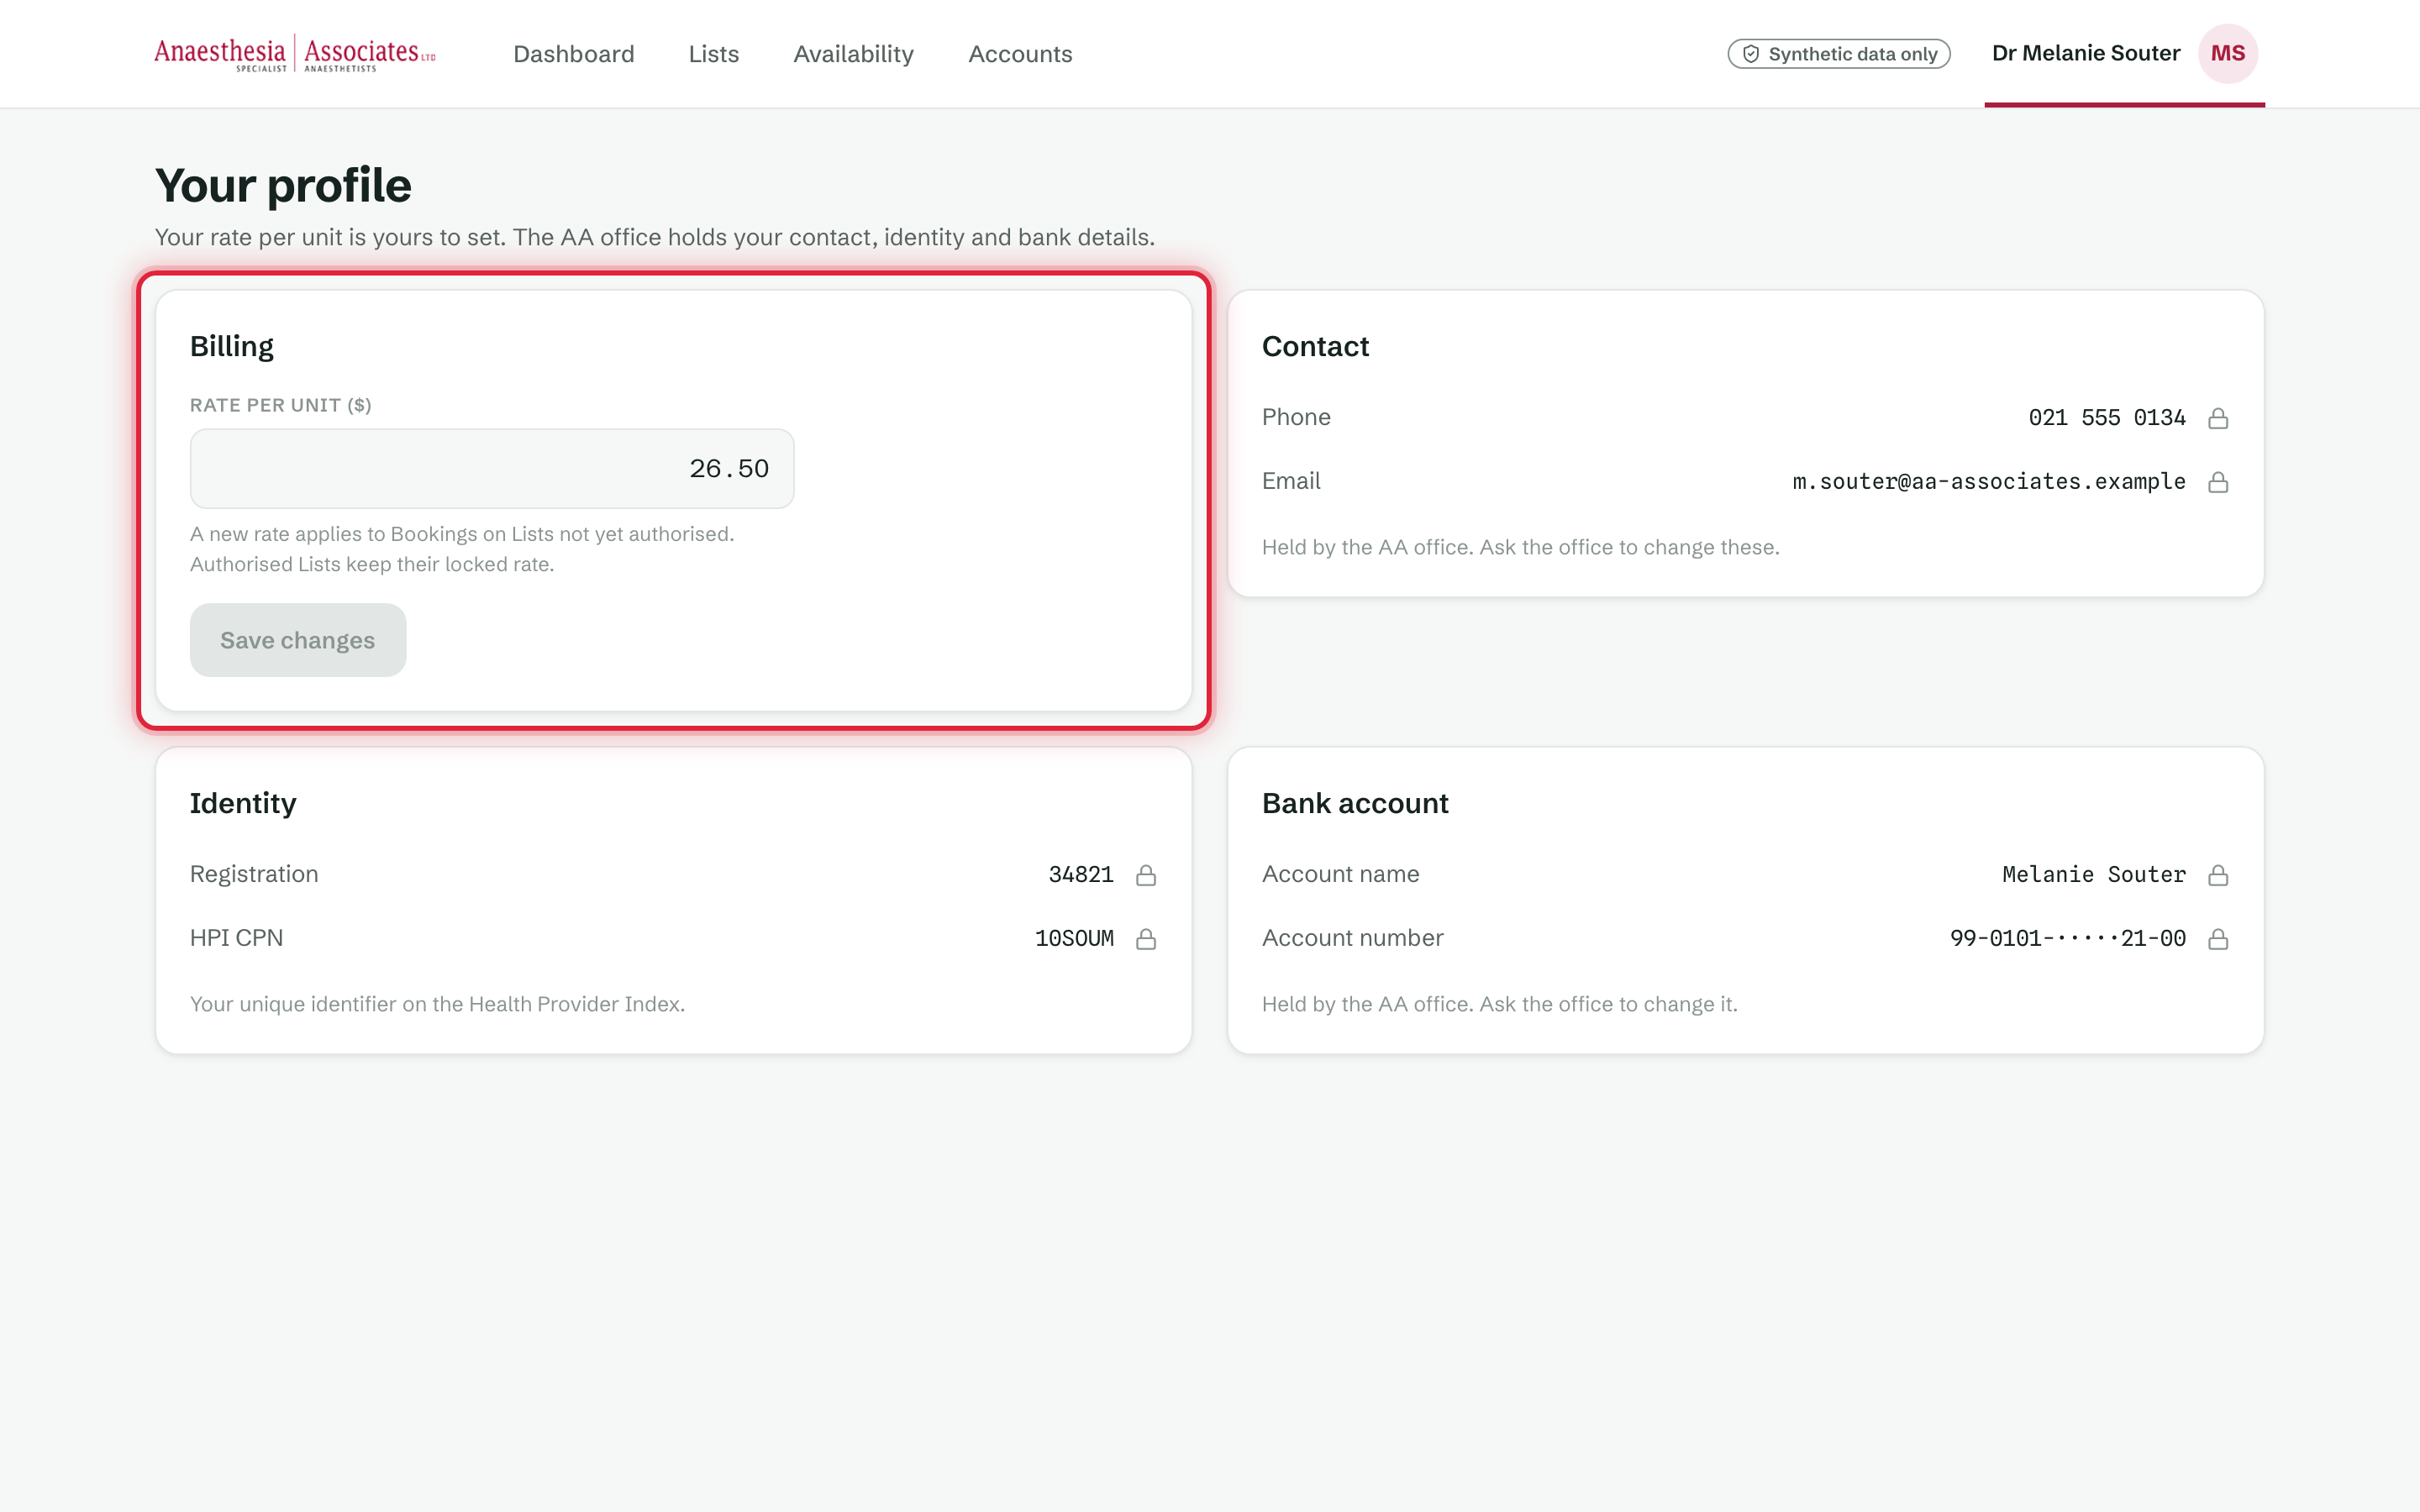 Anaesthesia Associates LTD
SPECIALIST ANAESTHETISTS
Dashboard
Lists
Availability
Accounts
Synthetic data only
Dr Melanie Souter
MS
Your profile
Your rate per unit is yours to set. The AA office holds your contact, identity and bank details.
Billing
RATE PER UNIT ($)
26.50
A new rate applies to Bookings on Lists not yet authorised.
Authorised Lists keep their locked rate.
Save changes
Contact
Phone 021 555 0134
Email m.souter@aa-associates.example
Held by the AA office. Ask the office to change these.
Identity
Registration 34821
HPI CPN 10SOUM
Your unique identifier on the Health Provider Index.
Bank account
Account name Melanie Souter
Account number 99-0101-·····21-00
Held by the AA office. Ask the office to change it.